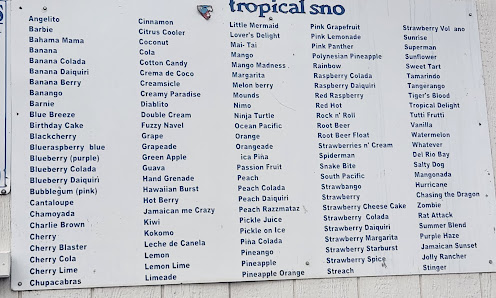 tropical sno
Angelito
Barbie
Bahama Mama
Banana
Banana Colada
Banana Daiquiri
Banana Berry
Banango
Barnie
Blue Breeze
Birthday Cake
Blackcherry
Blueraspberry blue
Blueberry (purple)
Blueberry Colada
Blueberry Daiquiri
Bubblegum (pink)
Cantaloupe
Chamoyada
Charlie Brown
Cherry
Cherry Blaster
Cherry Cola
Cherry Lime
Chupacabras
Cinnamon
Citrus Cooler
Coconut
Cola
Cotton Candy
Crema de Coco
Creamsicle
Creamy Paradise
Diablito
Double Cream
Fuzzy Navel
Grape
Grapeade
Green Apple
Guava
Hand Grenade
Hawaiian Burst
Hot Berry
Jamaican me Crazy
Kiwi
Kokomo
Leche de Canela
Lemon
Lemon Lime
Limeade
Little Mermaid
Lover's Delight
Mai- Tai
Mango
Mango Madness
Margarita
Melon berry
Mounds
Nimo
Ninja Turtle
Ocean Pacific
Orange
Orangeade
ica Piña
Passion Fruit
Peach
Peach Colada
Peach Daiquiri
Peach Razzmataz
Pickle Juice
Pickle on Ice
Piña Colada
Pineango
Pineapple
Pineapple Orange
Pink Grapefruit
Pink Lemonade
Pink Panther
Polynesian Pineapple
Rainbow
Raspberry Colada
Raspberry Daiquiri
Red Raspberry
Red Hot
Rock n' Roll
Root Beer
Root Beer Float
Strawberries n' Cream
Spiderman
Snake Bite
South Pacific
Strawbango
Strawberry
Strawberry Cheese Cake
Strawberry Colada
Strawberry Daiquiri
Strawberry Margarita
Strawberry Starburst
Strawberry Spice
Streach
Strawberry Vol ano
Sunrise
Superman
Sunflower
Sweet Tart
Tamarindo
Tangerango
Tiger's Blood
Tropical Delight
Tutti Frutti
Vanilla
Watermelon
Whatever
Del Rio Bay
Salty Dog
Mangonada
Hurricane
Chasing the Dragon
Zombie
Rat Attack
Summer Blend
Purple Haze
Jamaican Sunset
Jolly Rancher
Stinger